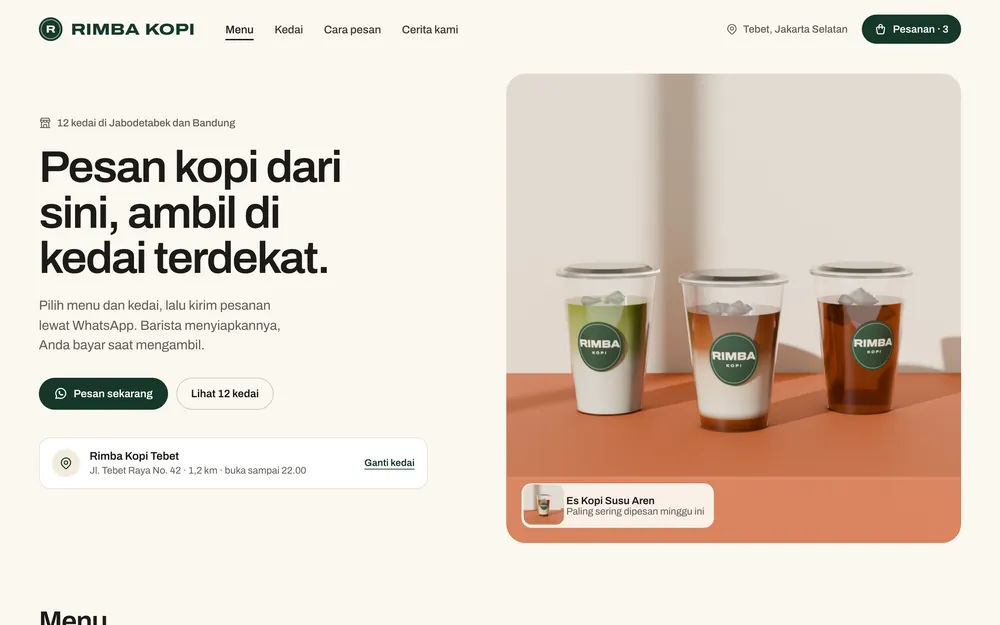 R RIMBA KOPI
Menu
Kedai
Cara pesan
Cerita kami
Tebet, Jakarta Selatan
Pesanan · 3
12 kedai di Jabodetabek dan Bandung
Pesan kopi dari
sini, ambil di
kedai terdekat.
Pilih menu dan kedai, lalu kirim pesanan
lewat WhatsApp. Barista menyiapkannya,
Anda bayar saat mengambil.
Pesan sekarang
Lihat 12 kedai
Rimba Kopi Tebet
Jl. Tebet Raya No. 42 · 1,2 km · buka sampai 22.00
Ganti kedai
RIMBA
KOPI
RIMBA
KOPI
RIMBA
KOPI
Es Kopi Susu Aren
Paling sering dipesan minggu ini
Menu